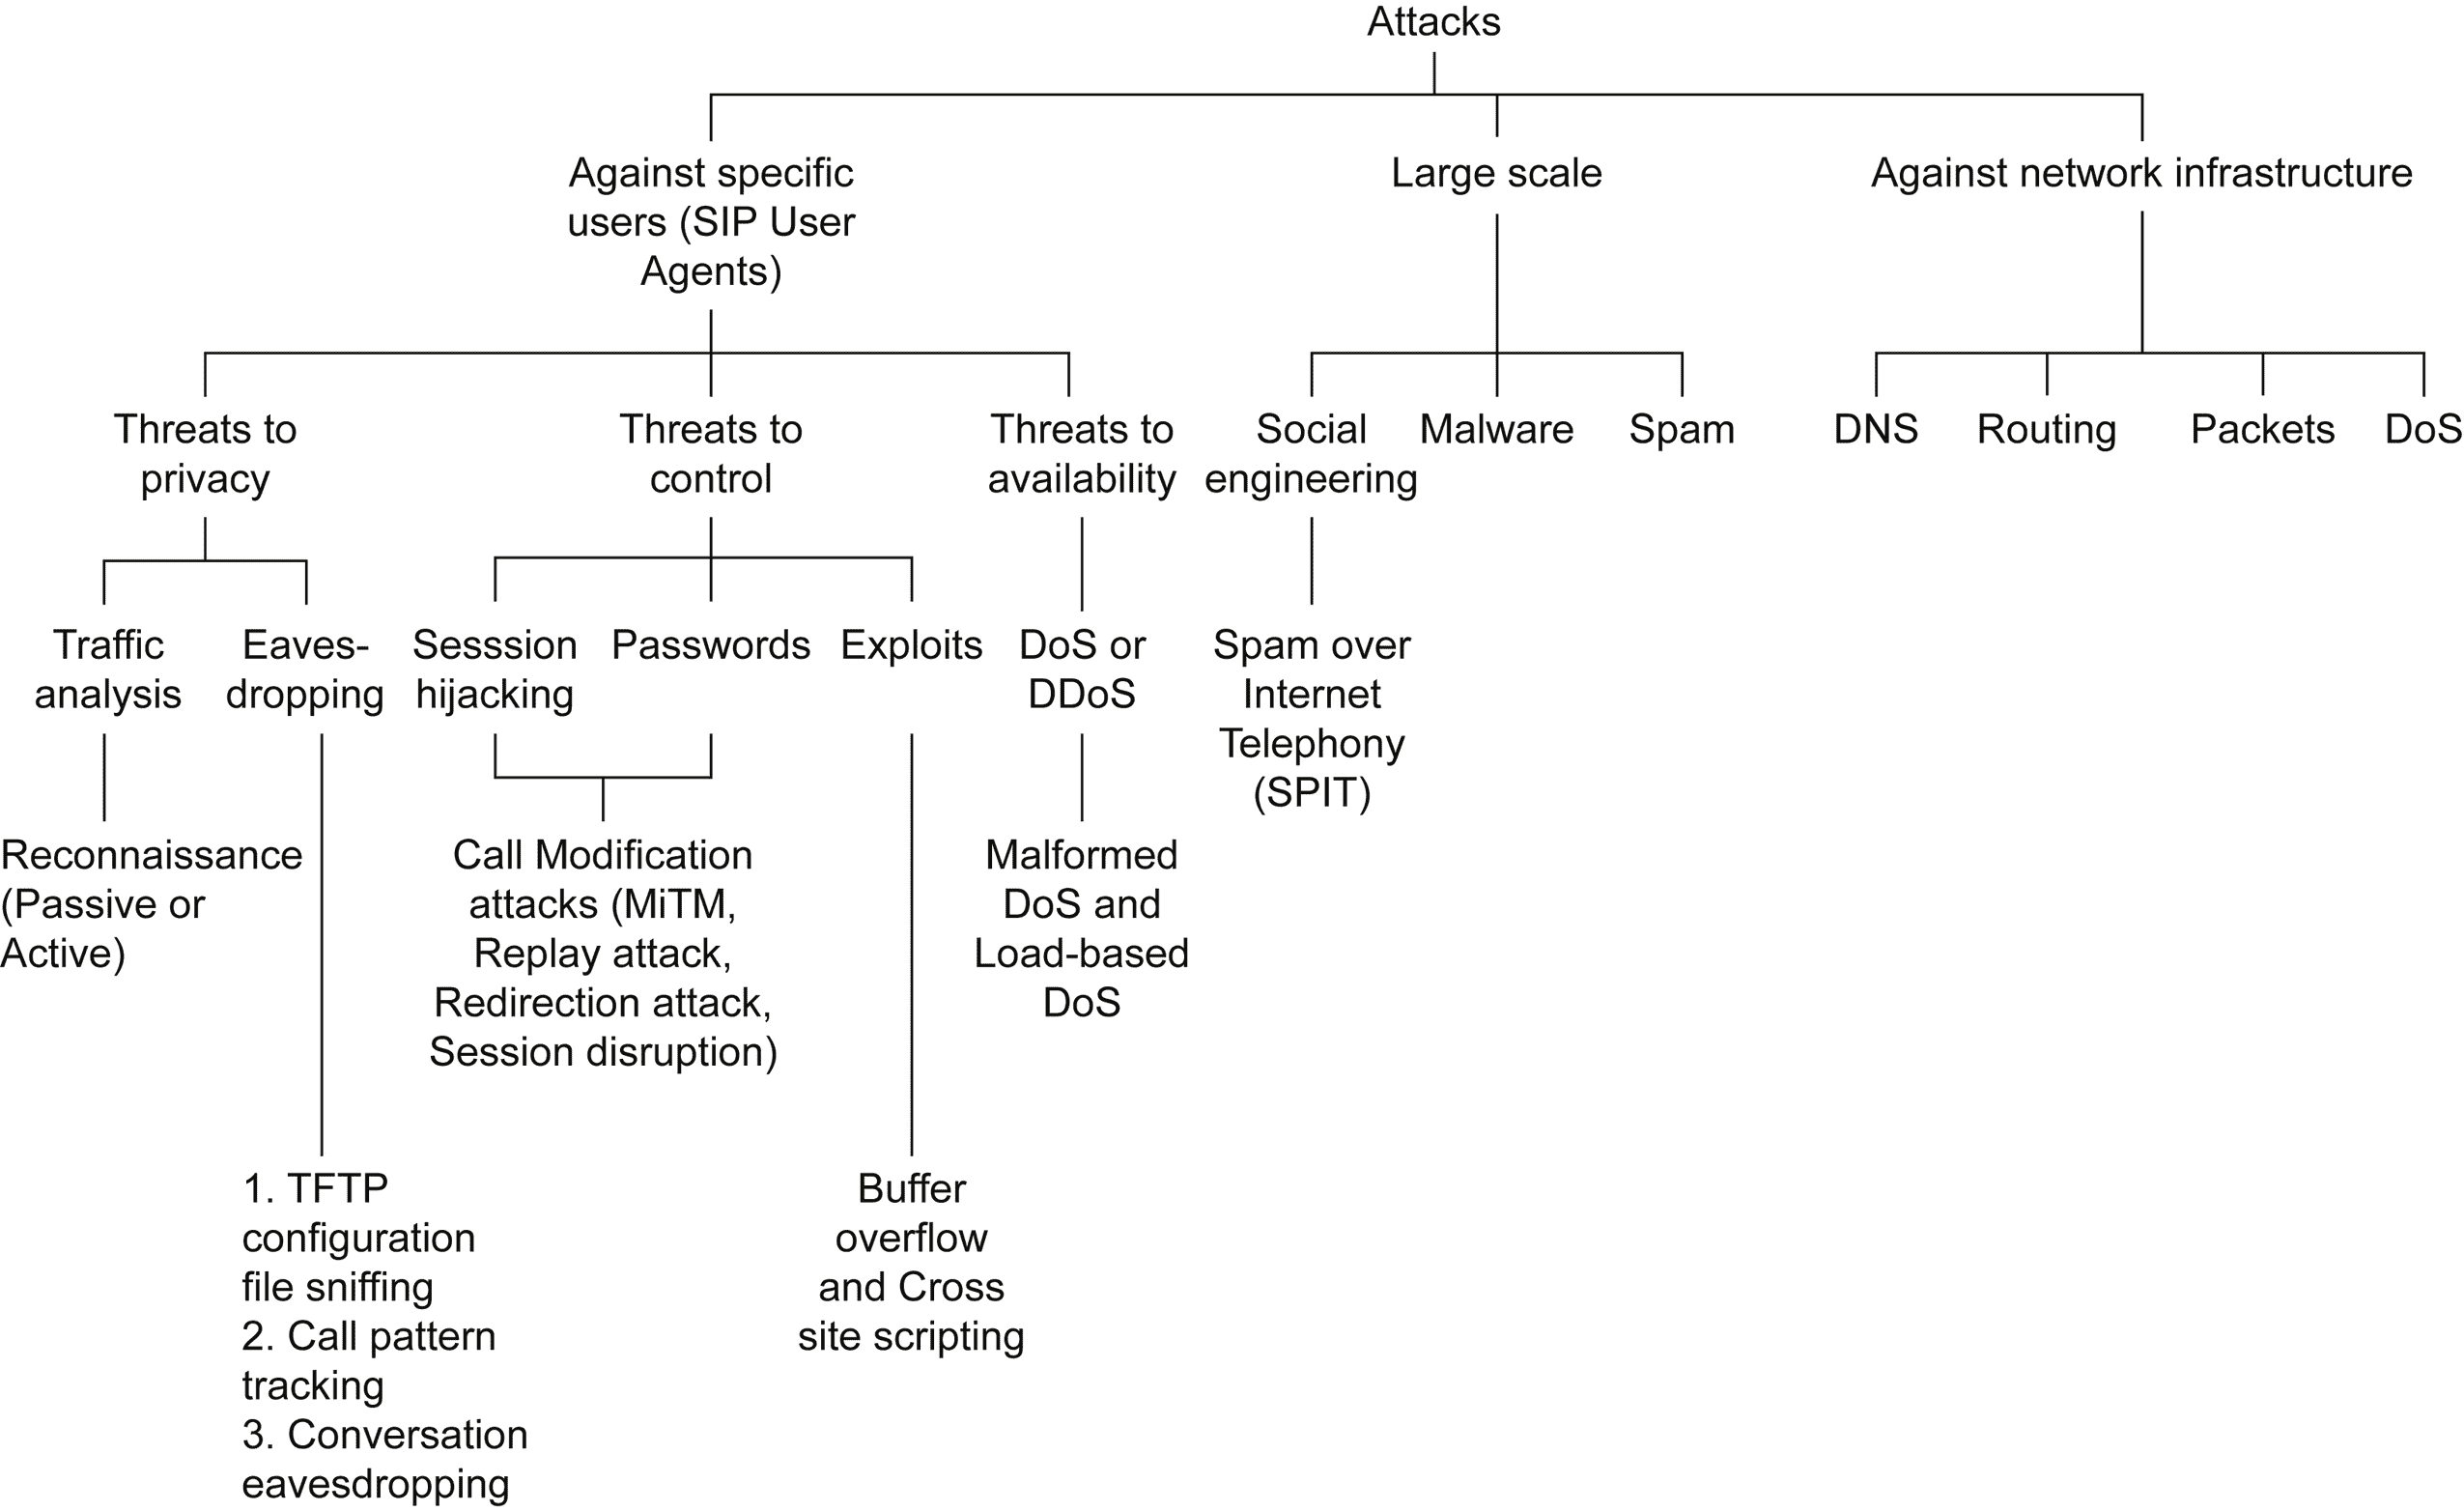 Attacks
Against specific
users (SIP User
Agents)
Large scale
Against network infrastructure
Threats to
privacy
Threats to
control
Threats to
availability
Social
engineering
Malware
Spam
DNS
Routing
Packets
DoS
Traffic
analysis
Eaves-
dropping
Sesssion
hijacking
Passwords
Exploits
DoS or
DDoS
Spam over
Internet
Telephony
(SPIT)
Reconnaissance
(Passive or
Active)
Call Modification
attacks (MiTM,
Replay attack,
Redirection attack,
Session disruption)
Malformed
DoS and
Load-based
DoS
1. TFTP
configuration
file sniffing
2. Call pattern
tracking
3. Conversation
eavesdropping
Buffer
overflow
and Cross
site scripting